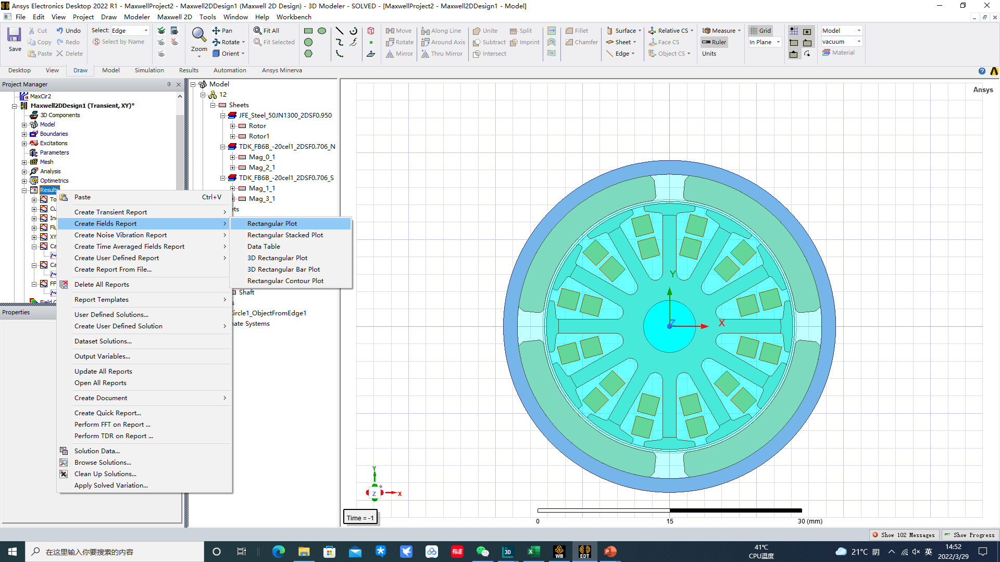 Ansys Electronics Desktop 2022 R1 - MaxwellProject2 - Maxwell2DDesign1 (Maxwell 2D Design) - 3D Modeler - SOLVED - [MaxwellProject2 - Maxwell2DDesign1 - Model]
File Edit View Project Draw Modeler Maxwell 2D Tools Window Help Workbench
Save
Cut
Copy
Paste
Undo
Redo
Delete
Select: Edge
Select by Name
Zoom
Pan
Rotate
Orient
Fit All
Fit Selected
Move
Rotate
Mirror
Along Line
Around Axis
Thru Mirror
Unite
Subtract
Intersect
Split
Imprint
Fillet
Chamfer
Surface
Sheet
Edge
Relative CS
Face CS
Object CS
Measure
Ruler
Units
Grid
In Plane
Model
vacuum
Material
Desktop View Draw Model Simulation Results Automation Ansys Minerva
Project Manager
MaxCir2
Maxwell2DDesign1 (Transient, XY)*
3D Components
Model
Boundaries
Excitations
Parameters
Mesh
Analysis
Optimetrics
Results
To
Cu
In
Flu
XY
Ca
Ca
FF
Properties
Paste Ctrl+V
Create Transient Report
Create Fields Report
Create Noise Vibration Report
Create Time Averaged Fields Report
Create User Defined Report
Create Report From File...
Delete All Reports
Report Templates
User Defined Solutions...
Create User Defined Solution
Dataset Solutions...
Output Variables...
Update All Reports
Open All Reports
Create Document
Create Quick Report...
Perform FFT on Report ...
Perform TDR on Report ...
Solution Data...
Browse Solutions...
Clean Up Solutions...
Apply Solved Variation...
Rectangular Plot
Rectangular Stacked Plot
Data Table
3D Rectangular Plot
3D Rectangular Bar Plot
Rectangular Contour Plot
Model
12
Sheets
JFE_Steel_50JN1300_2DSF0.950
Rotor
Rotor1
TDK_FB6B_-20cel1_2DSF0.706_N
Mag_0_1
Mag_2_1
TDK_FB6B_-20cel1_2DSF0.706_S
Mag_1_1
Mag_3_1
ets
Shaft
s
ircle1_ObjectFromEdge1
nate Systems
Ansys
Y
Z
X
Y
Z
X
Time = -1
0 15 30 (mm)
Show 102 Messages
Show Progress
在这里输入你要搜索的内容
有道
3D
WB
EDT
41℃
CPU温度
21°C 阴
英
14:52
2022/3/29